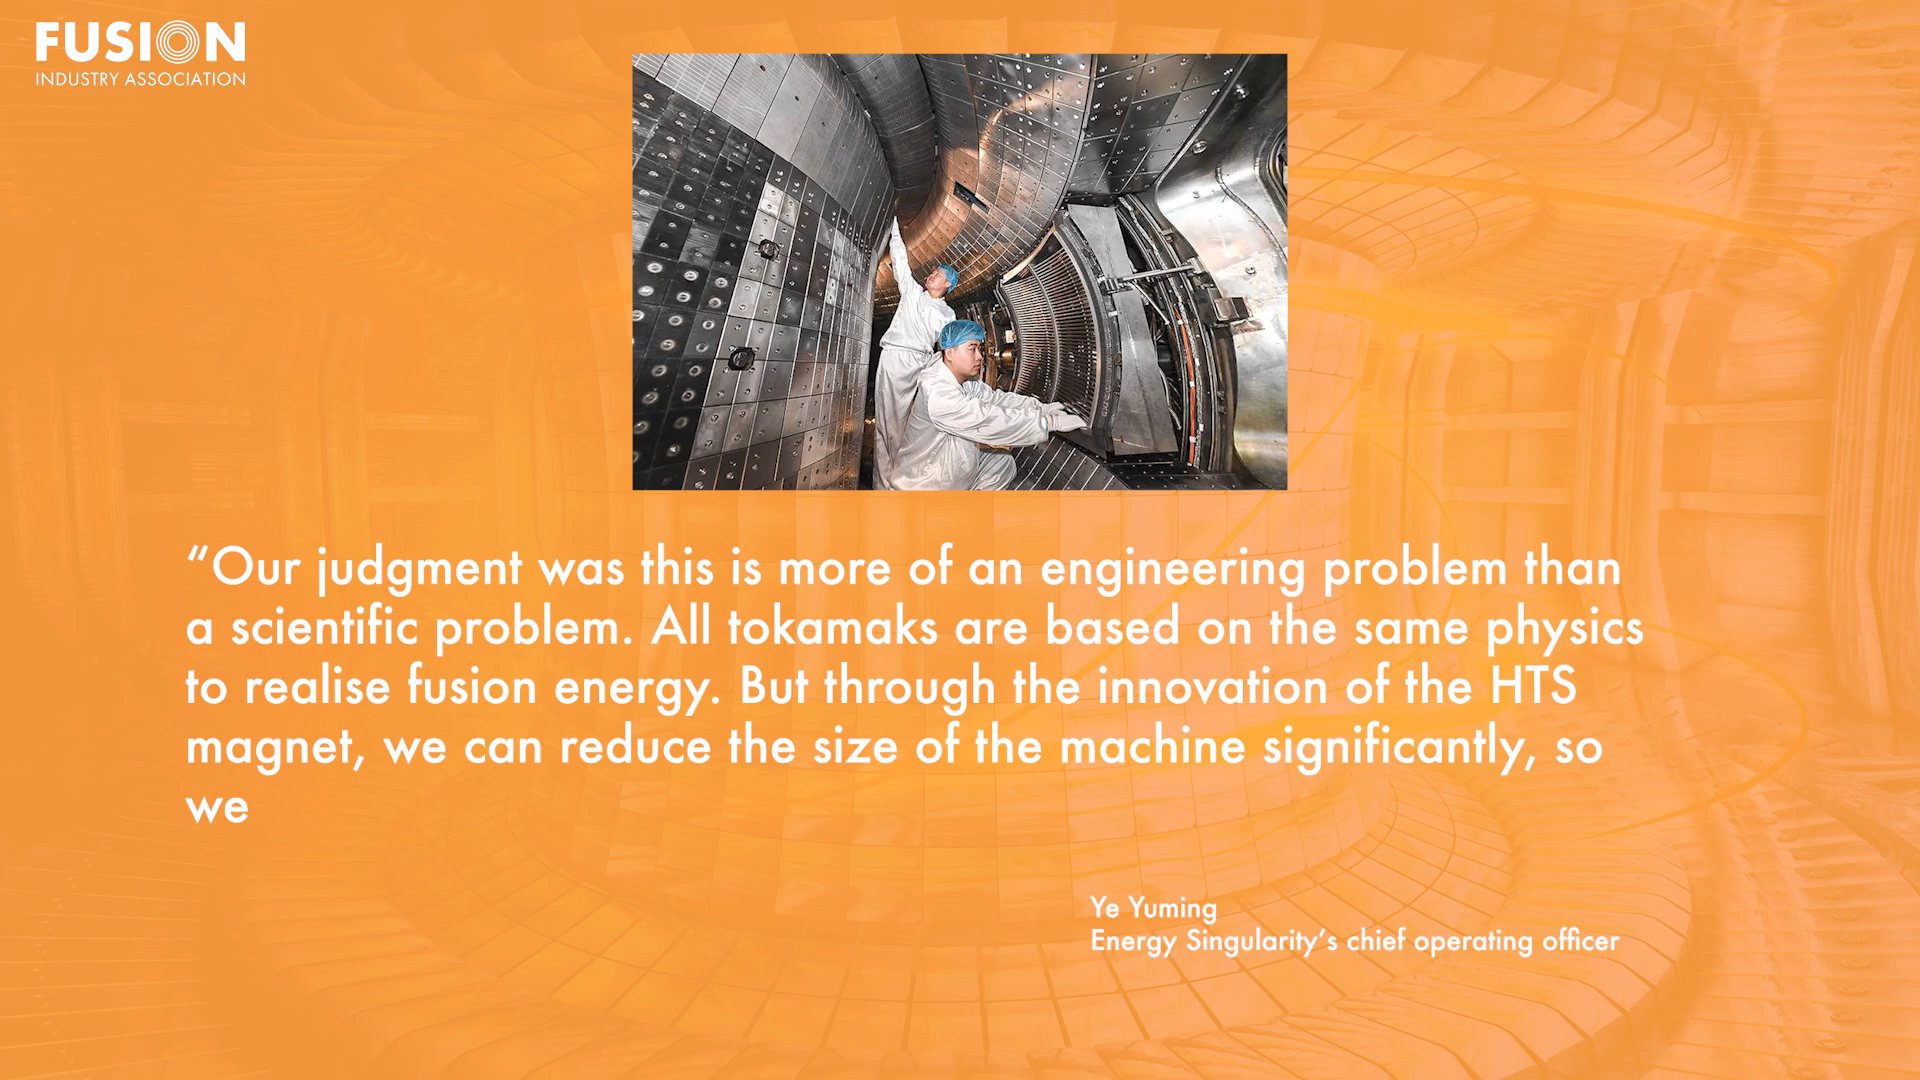 FUSION
INDUSTRY ASSOCIATION
“Our judgment was this is more of an engineering problem than
a scientific problem. All tokamaks are based on the same physics
to realise fusion energy. But through the innovation of the HTS
magnet, we can reduce the size of the machine significantly, so
we
Ye Yuming
Energy Singularity’s chief operating officer